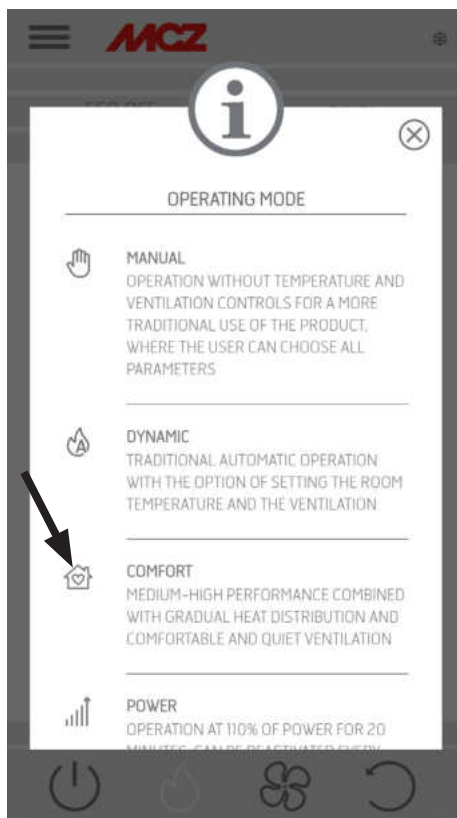 MCZ
OPERATING MODE
MANUAL
OPERATION WITHOUT TEMPERATURE AND
VENTILATION CONTROLS FOR A MORE
TRADITIONAL USE OF THE PRODUCT,
WHERE THE USER CAN CHOOSE ALL
PARAMETERS
DYNAMIC
TRADITIONAL AUTOMATIC OPERATION
WITH THE OPTION OF SETTING THE ROOM
TEMPERATURE AND THE VENTILATION
COMFORT
MEDIUM-HIGH PERFORMANCE COMBINED
WITH GRADUAL HEAT DISTRIBUTION AND
COMFORTABLE AND QUIET VENTILATION
POWER
OPERATION AT 110% OF POWER FOR 20